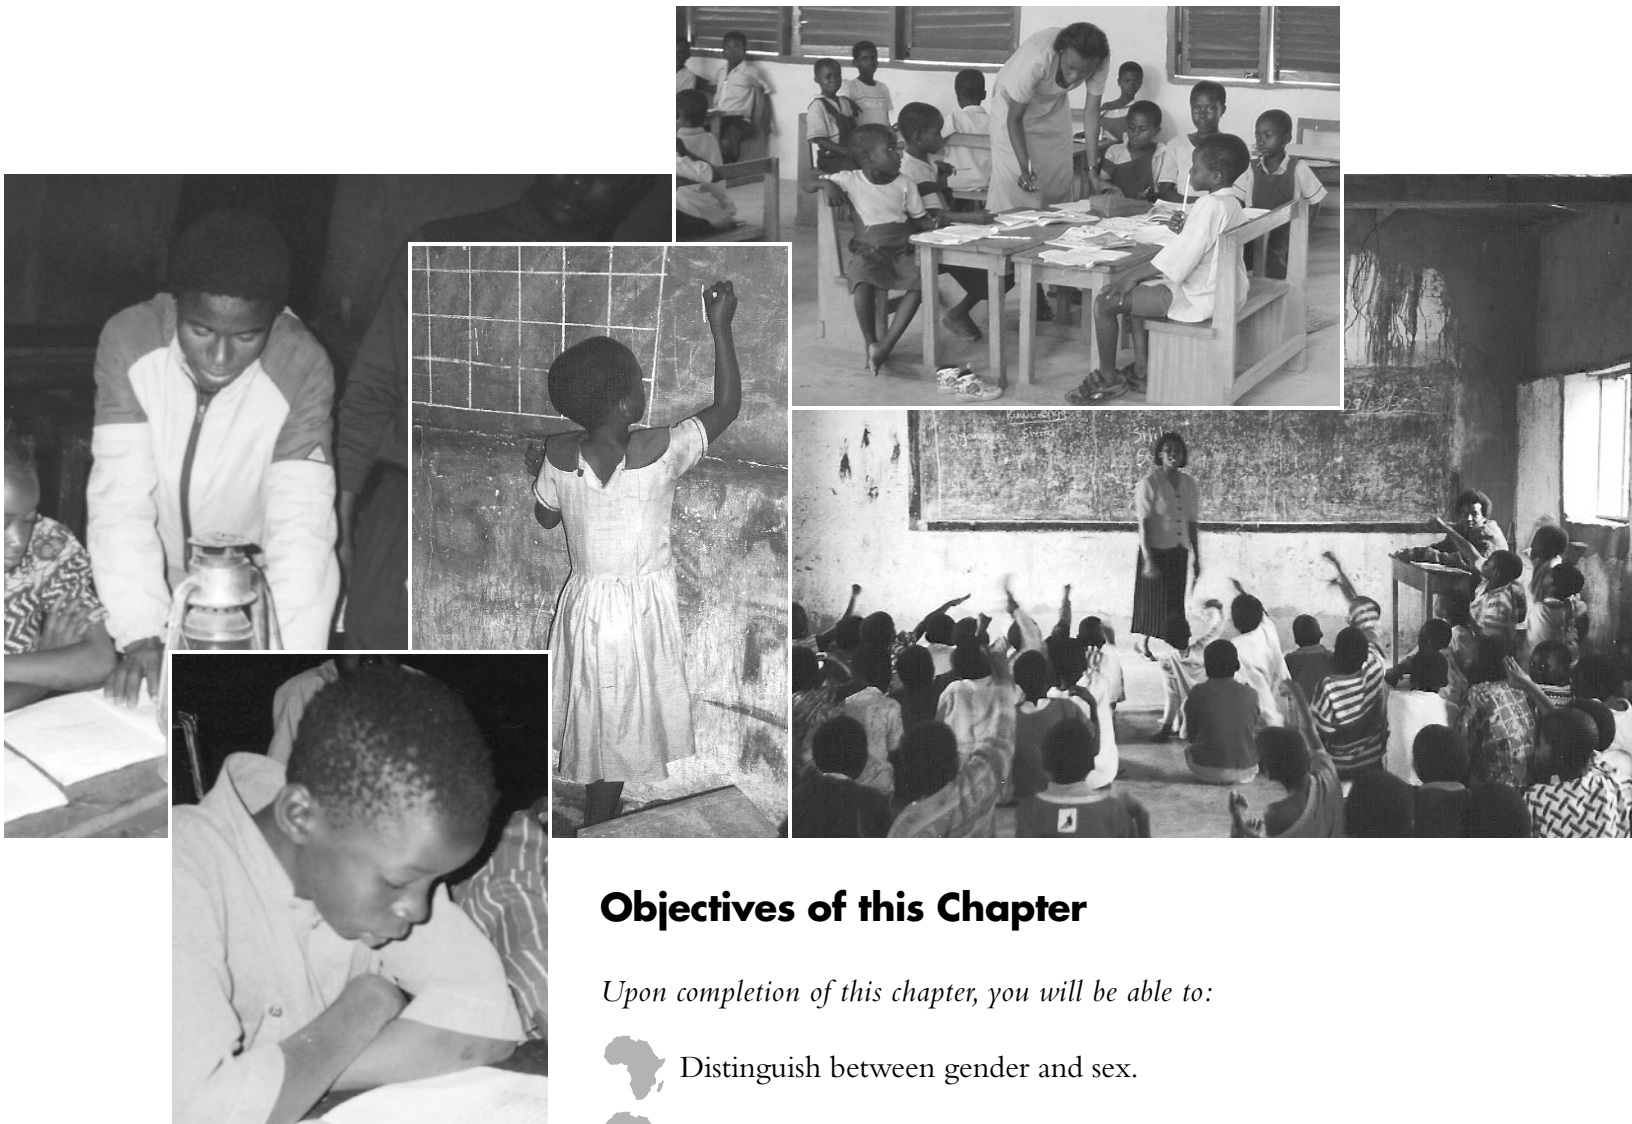 Objectives of this Chapter
Upon completion of this chapter, you will be able to:
Distinguish between gender and sex.